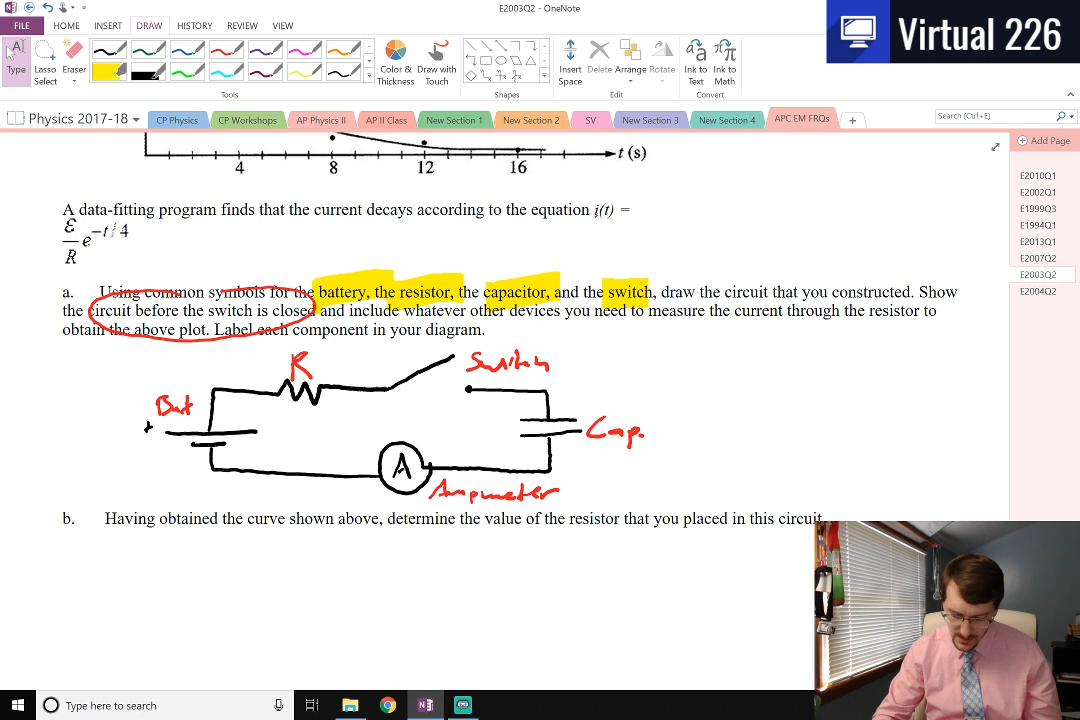 E2003Q2 - OneNote
Virtual 226
FILE HOME INSERT DRAW HISTORY REVIEW VIEW
Type Lasso Select Eraser
Color & Thickness Draw with Touch
Insert Space Delete Arrange Rotate
Ink to Text Ink to Math
Tools Shapes Edit Convert
Physics 2017-18 CP Physics CP Workshops AP Physics II AP II Class New Section 1 New Section 2 SV New Section 3 New Section 4 APC EM FRQs
Search (Ctrl+E)
Add Page
E2010Q1
E2002Q1
E1999Q3
E1994Q1
E2013Q1
E2007Q2
E2003Q2
E2004Q2
t (s)
4 8 12 16
A data-fitting program finds that the current decays according to the equation i(t) =
ℰ/R e^-t/4
a. Using common symbols for the battery, the resistor, the capacitor, and the switch, draw the circuit that you constructed. Show
the circuit before the switch is closed and include whatever other devices you need to measure the current through the resistor to
obtain the above plot. Label each component in your diagram.
R
Switch
Bat
+
Cap.
A
Ampmeter
b. Having obtained the curve shown above, determine the value of the resistor that you placed in this circuit.
Type here to search